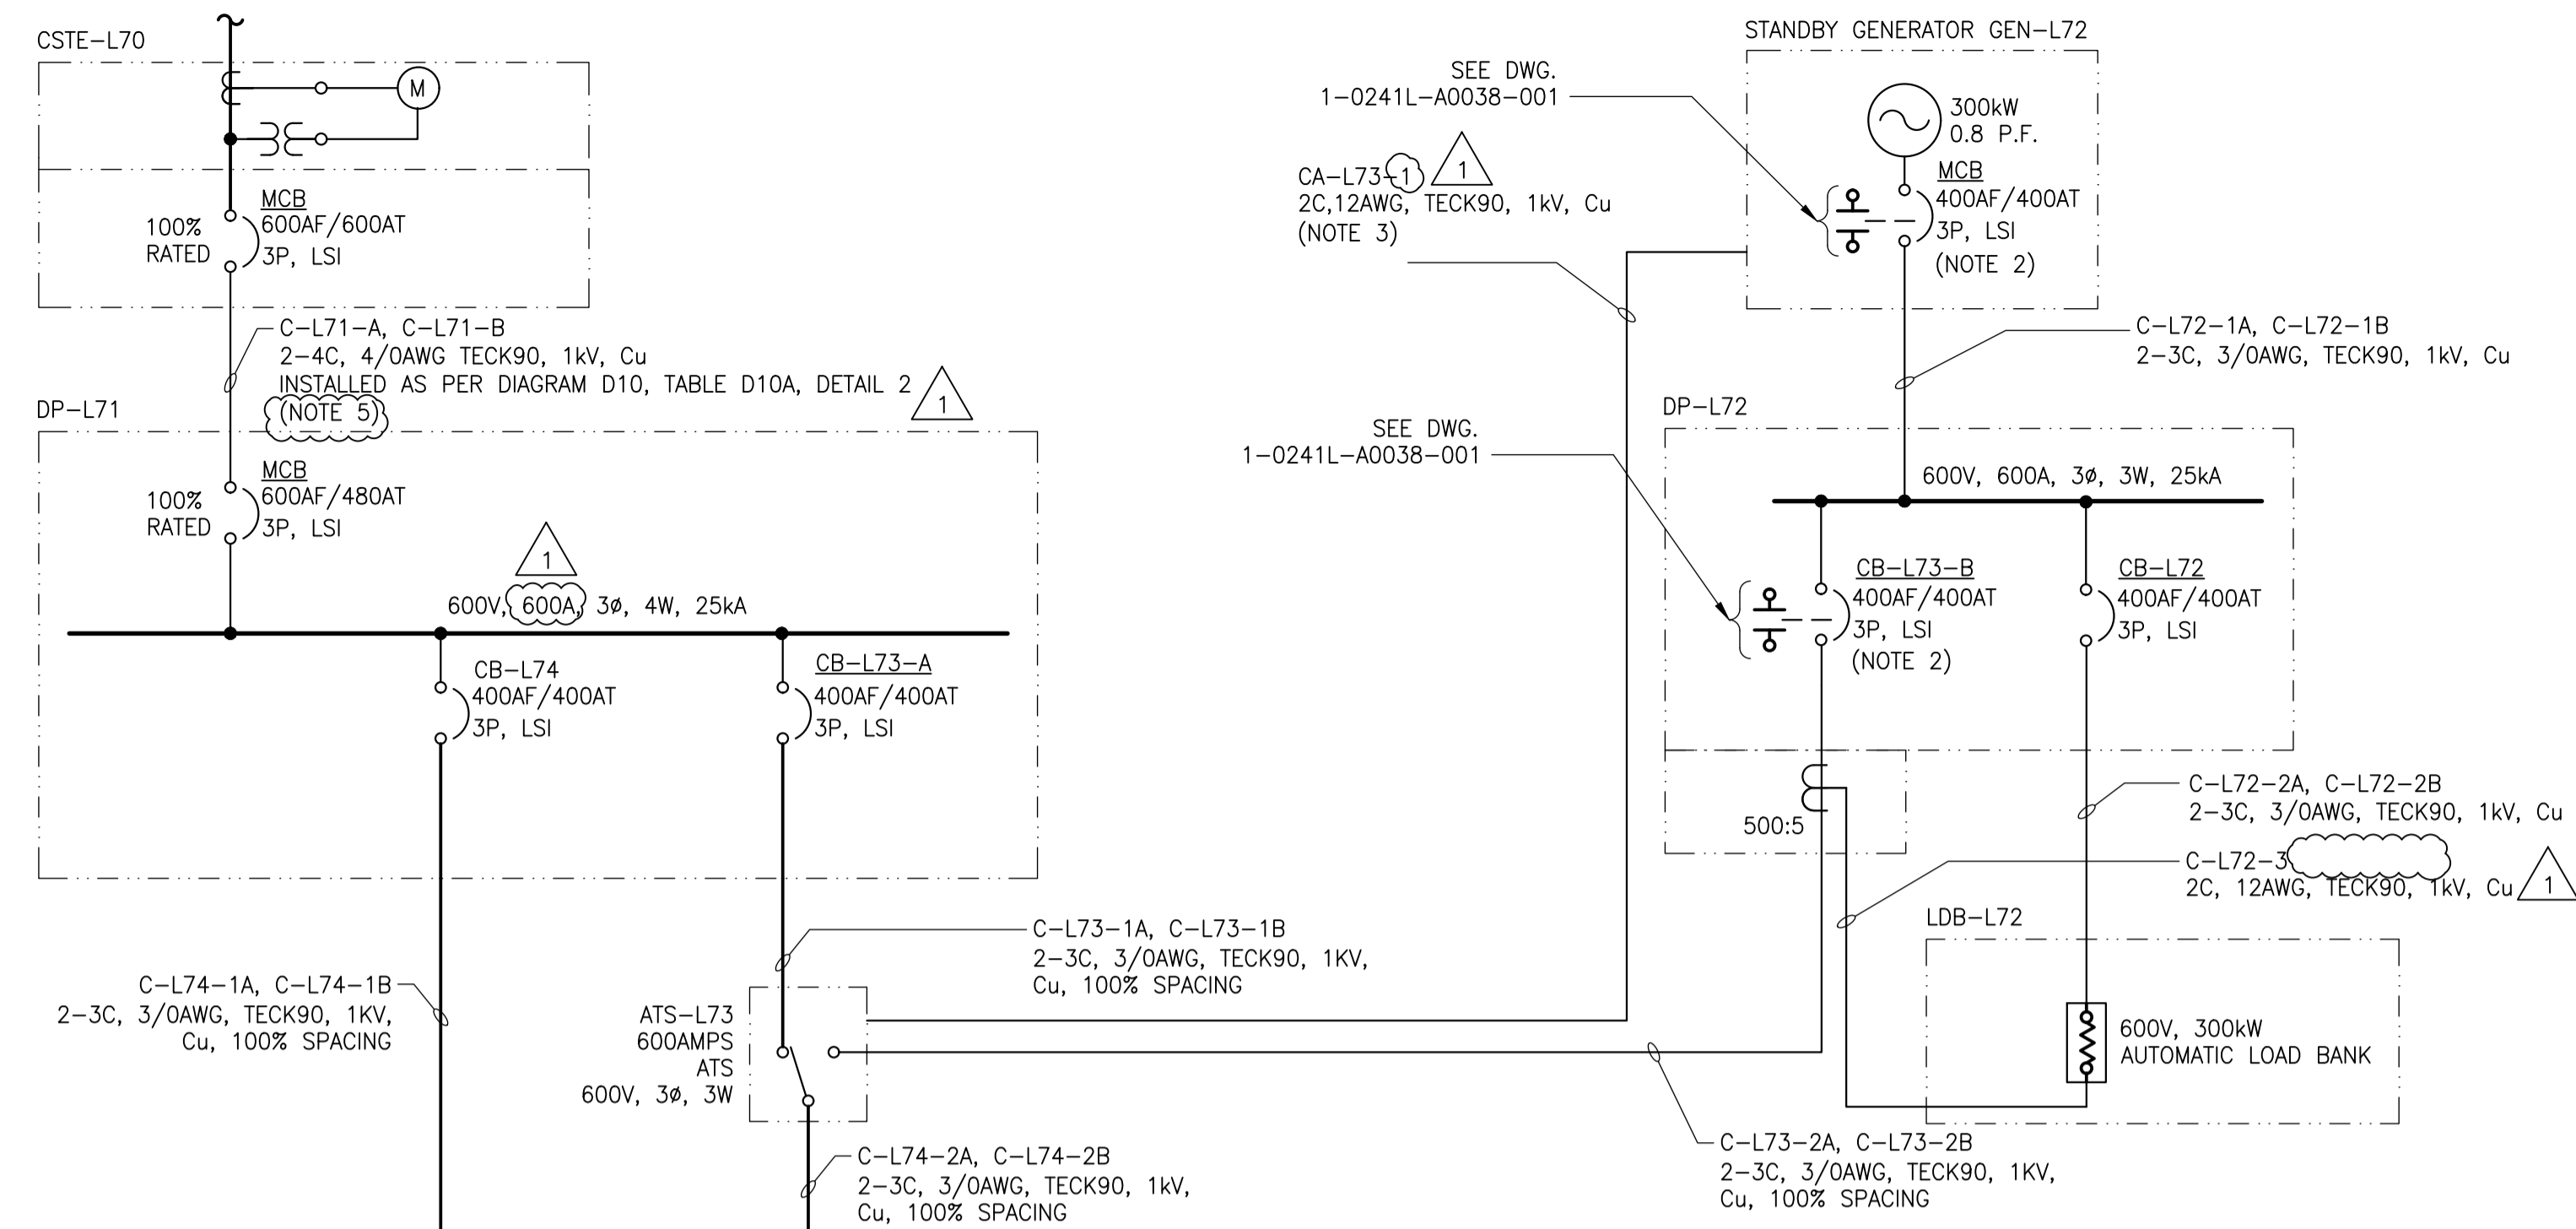 CSTE-L70
M
MCB
100%
RATED
600AF/600AT
3P, LSI
C-L71-A, C-L71-B
2-4C, 4/0AWG TECK90, 1kV, Cu
INSTALLED AS PER DIAGRAM D10, TABLE D10A, DETAIL 2
(NOTE 5)
1
DP-L71
MCB
100%
RATED
600AF/480AT
3P, LSI
1
600V, 600A, 3ø, 4W, 25kA
CB-L74
400AF/400AT
3P, LSI
CB-L73-A
400AF/400AT
3P, LSI
C-L74-1A, C-L74-1B
2-3C, 3/0AWG, TECK90, 1KV,
Cu, 100% SPACING
C-L73-1A, C-L73-1B
2-3C, 3/0AWG, TECK90, 1KV,
Cu, 100% SPACING
ATS-L73
600AMPS
ATS
600V, 3ø, 3W
C-L74-2A, C-L74-2B
2-3C, 3/0AWG, TECK90, 1kV,
Cu, 100% SPACING
STANDBY GENERATOR GEN-L72
SEE DWG.
1-0241L-A0038-001
300kW
0.8 P.F.
MCB
400AF/400AT
3P, LSI
(NOTE 2)
CA-L73-1
1
2C,12AWG, TECK90, 1kV, Cu
(NOTE 3)
C-L72-1A, C-L72-1B
2-3C, 3/0AWG, TECK90, 1kV, Cu
DP-L72
SEE DWG.
1-0241L-A0038-001
600V, 600A, 3ø, 3W, 25kA
CB-L73-B
400AF/400AT
3P, LSI
(NOTE 2)
CB-L72
400AF/400AT
3P, LSI
500:5
C-L72-2A, C-L72-2B
2-3C, 3/0AWG, TECK90, 1kV, Cu
C-L72-3
2C, 12AWG, TECK90, 1kV, Cu
1
LDB-L72
600V, 300kW
AUTOMATIC LOAD BANK
C-L73-2A, C-L73-2B
2-3C, 3/0AWG, TECK90, 1KV,
Cu, 100% SPACING